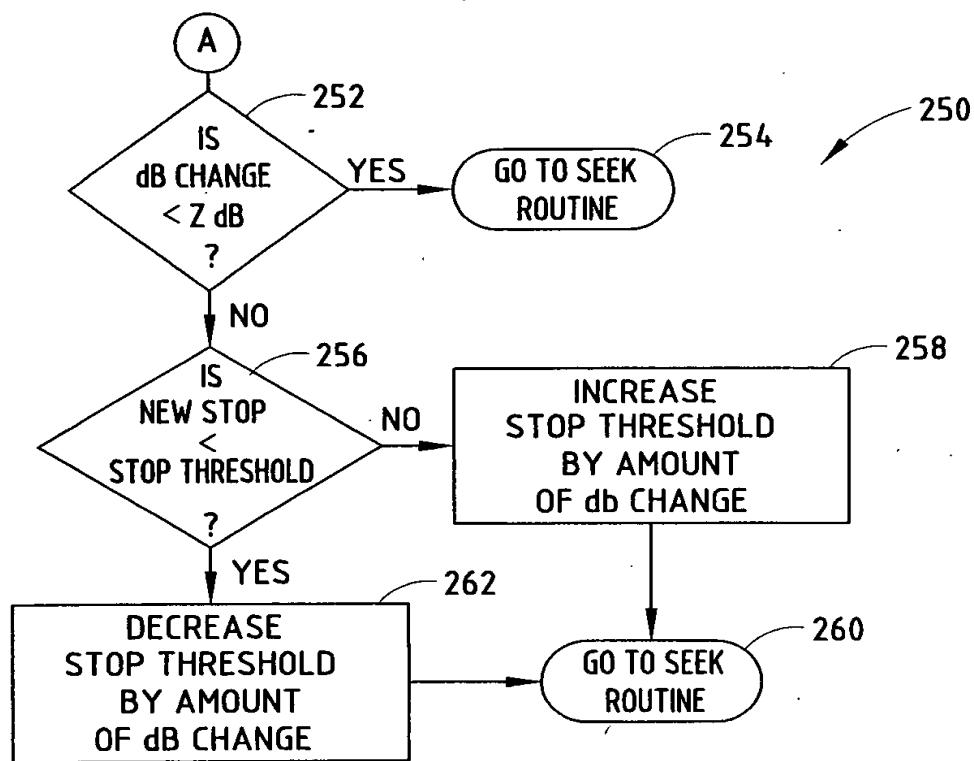 A
252
IS
dB CHANGE
< Z dB
?
YES
GO TO SEEK
ROUTINE
254
250
NO
256
IS
NEW STOP
<
STOP THRESHOLD
?
NO
258
INCREASE
STOP THRESHOLD
BY AMOUNT
OF db CHANGE
YES
262
DECREASE
STOP THRESHOLD
BY AMOUNT
OF dB CHANGE
260
GO TO SEEK
ROUTINE